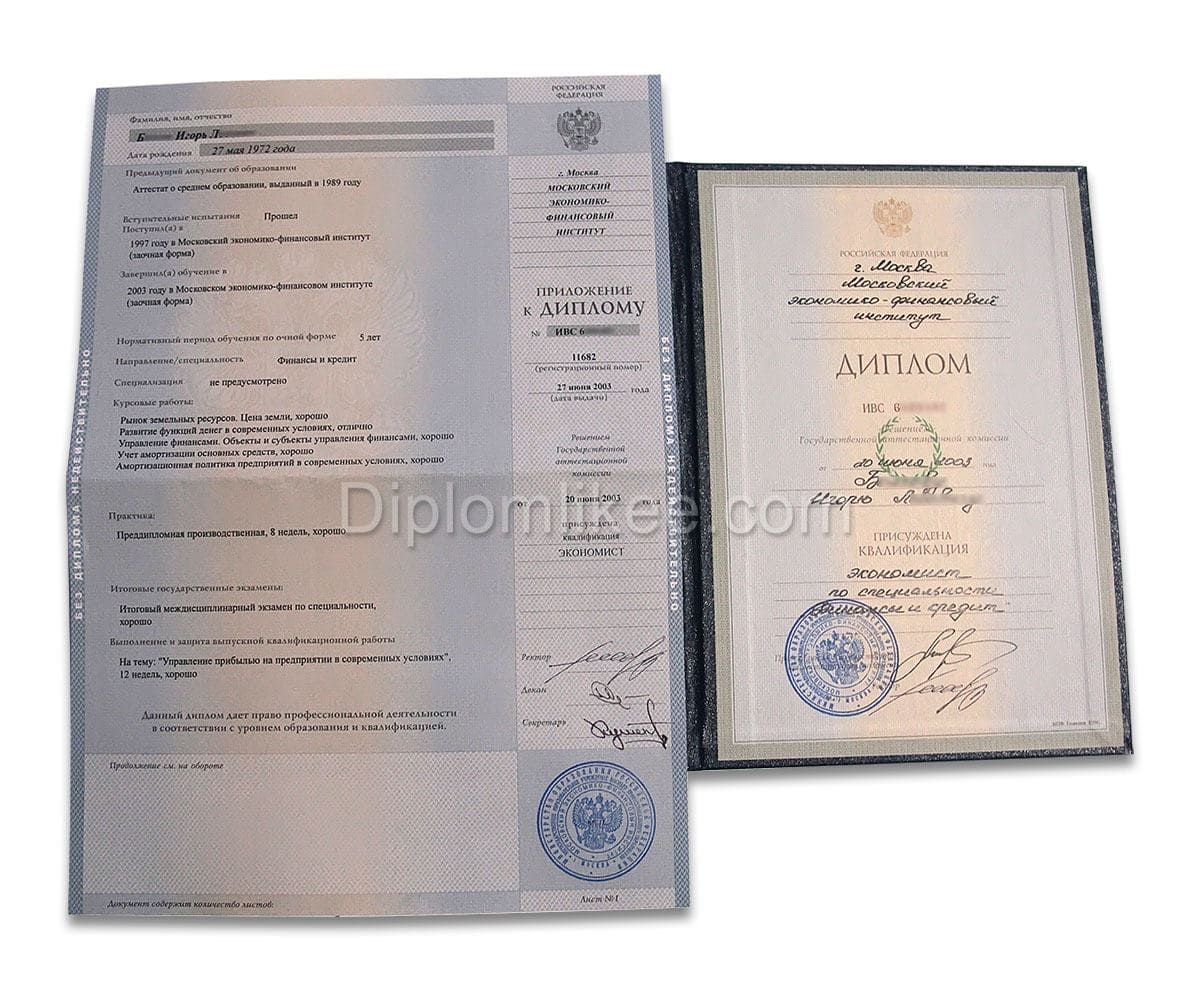 Фамилия, имя, отчество
Б Игорь Л.
Дата рождения 27 мая 1972 года
Предыдущий документ об образовании
Аттестат о среднем образовании, выданный в 1989 году
Вступительные испытания Прошел
Поступил(а) в
1997 году в Московский экономико-финансовый институт
(заочная форма)
Завершил(а) обучение в
2003 году в Московском экономико-финансовом институте
(заочная форма)
Нормативный период обучения по очной форме 5 лет
Направление/специальность Финансы и кредит
Специализация не предусмотрено
Курсовые работы:
Рынок земельных ресурсов. Цена земли, хорошо
Развитие функций денег в современных условиях, отлично
Управление финансами. Объекты и субъекты управления финансами, хорошо
Учет амортизации основных средств, хорошо
Амортизационная политика предприятий в современных условиях, хорошо
Практика:
Преддипломная производственная, 8 недель, хорошо
Итоговые государственные экзамены:
Итоговый междисциплинарный экзамен по специальности,
хорошо
Выполнение и защита выпускной квалификационной работы
На тему: "Управление прибылью на предприятии в современных условиях",
12 недель, хорошо
Данный диплом дает право профессиональной деятельности
в соответствии с уровнем образования и квалификацией.
Продолжение см. на обороте
Документ содержит количество листов:
БЕЗ ДИПЛОМА НЕДЕЙСТВИТЕЛЬНО
РОССИЙСКАЯ
ФЕДЕРАЦИЯ
г. Москва
МОСКОВСКИЙ
ЭКОНОМИКО-
ФИНАНСОВЫЙ
ИНСТИТУТ
ПРИЛОЖЕНИЕ
к ДИПЛОМУ
№ ИВС 6
11682
(регистрационный номер)
27 июня 2003 года
(дата выдачи)
Решением
Государственной
аттестационной
комиссии
от 20 июня 2003 года
присуждена
квалификация
ЭКОНОМИСТ
Ректор
Декан
Секретарь
Лист №1
БЕЗ ДИПЛОМА НЕДЕЙСТВИТЕЛЬНО
РОССИЙСКАЯ ФЕДЕРАЦИЯ
г. Москва
Московский
экономико-финансовый
институт
ДИПЛОМ
ИВС 6
Решением
Государственной аттестационной комиссии
от 20 июня 2003 года
Б
Игорю Л
ПРИСУЖДЕНА
КВАЛИФИКАЦИЯ
экономист
по специальности
"Финансы и кредит"
Diplomlikee.com